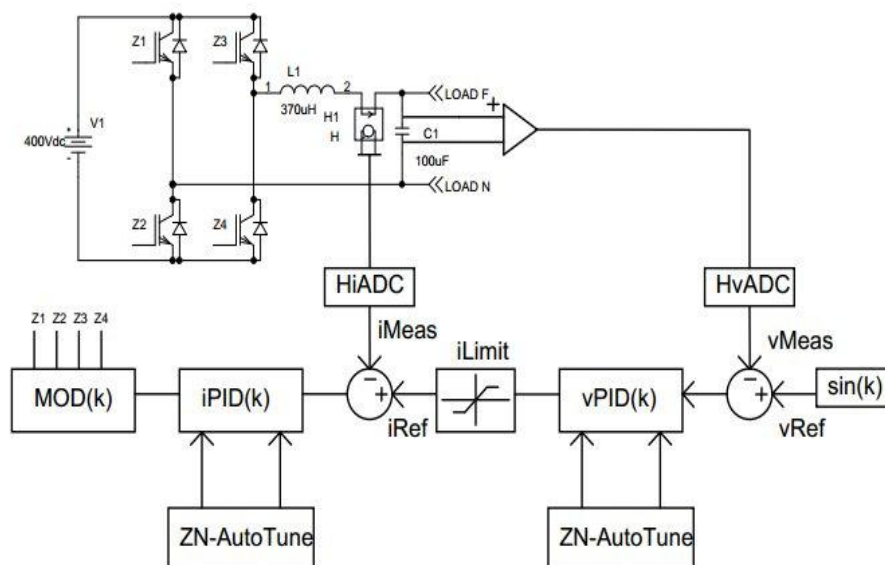 Z1
Z3
L1
1
2
LOAD F
+
370uH
H1
H
C1
V1
+
400Vdc
-
100uF
LOAD N
Z2
Z4
HiADC
HvADC
Z1 Z2 Z3 Z4
iMeas
iLimit
vMeas
MOD(k)
iPID(k)
-
+
vPID(k)
-
+
sin(k)
iRef
vRef
ZN-AutoTune
ZN-AutoTune